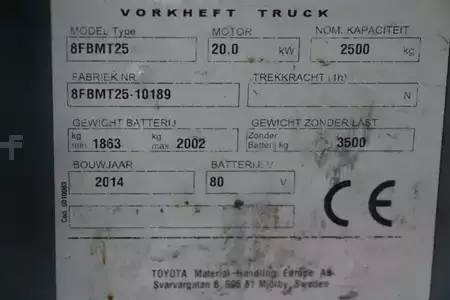 VORKHEFT TRUCK
MODEL Type MOTOR NOM. KAPACITEIT
8FBMT25 20.0 kW 2500 kg
FABRIEK NR. TREKKRACHT (1h)
8FBMT25-10189 N
GEWICHT BATTERIJ GEWICHT ZONDER LAST
kg min 1863 kg max 2002 Zonder Batterij kg 3500
BOUWJAAR BATTERIJ V
2014 80 V
CE
TOYOTA Material Handling Europe AB
Svarvargatan 8, 595 81 Mjölby, Sweden